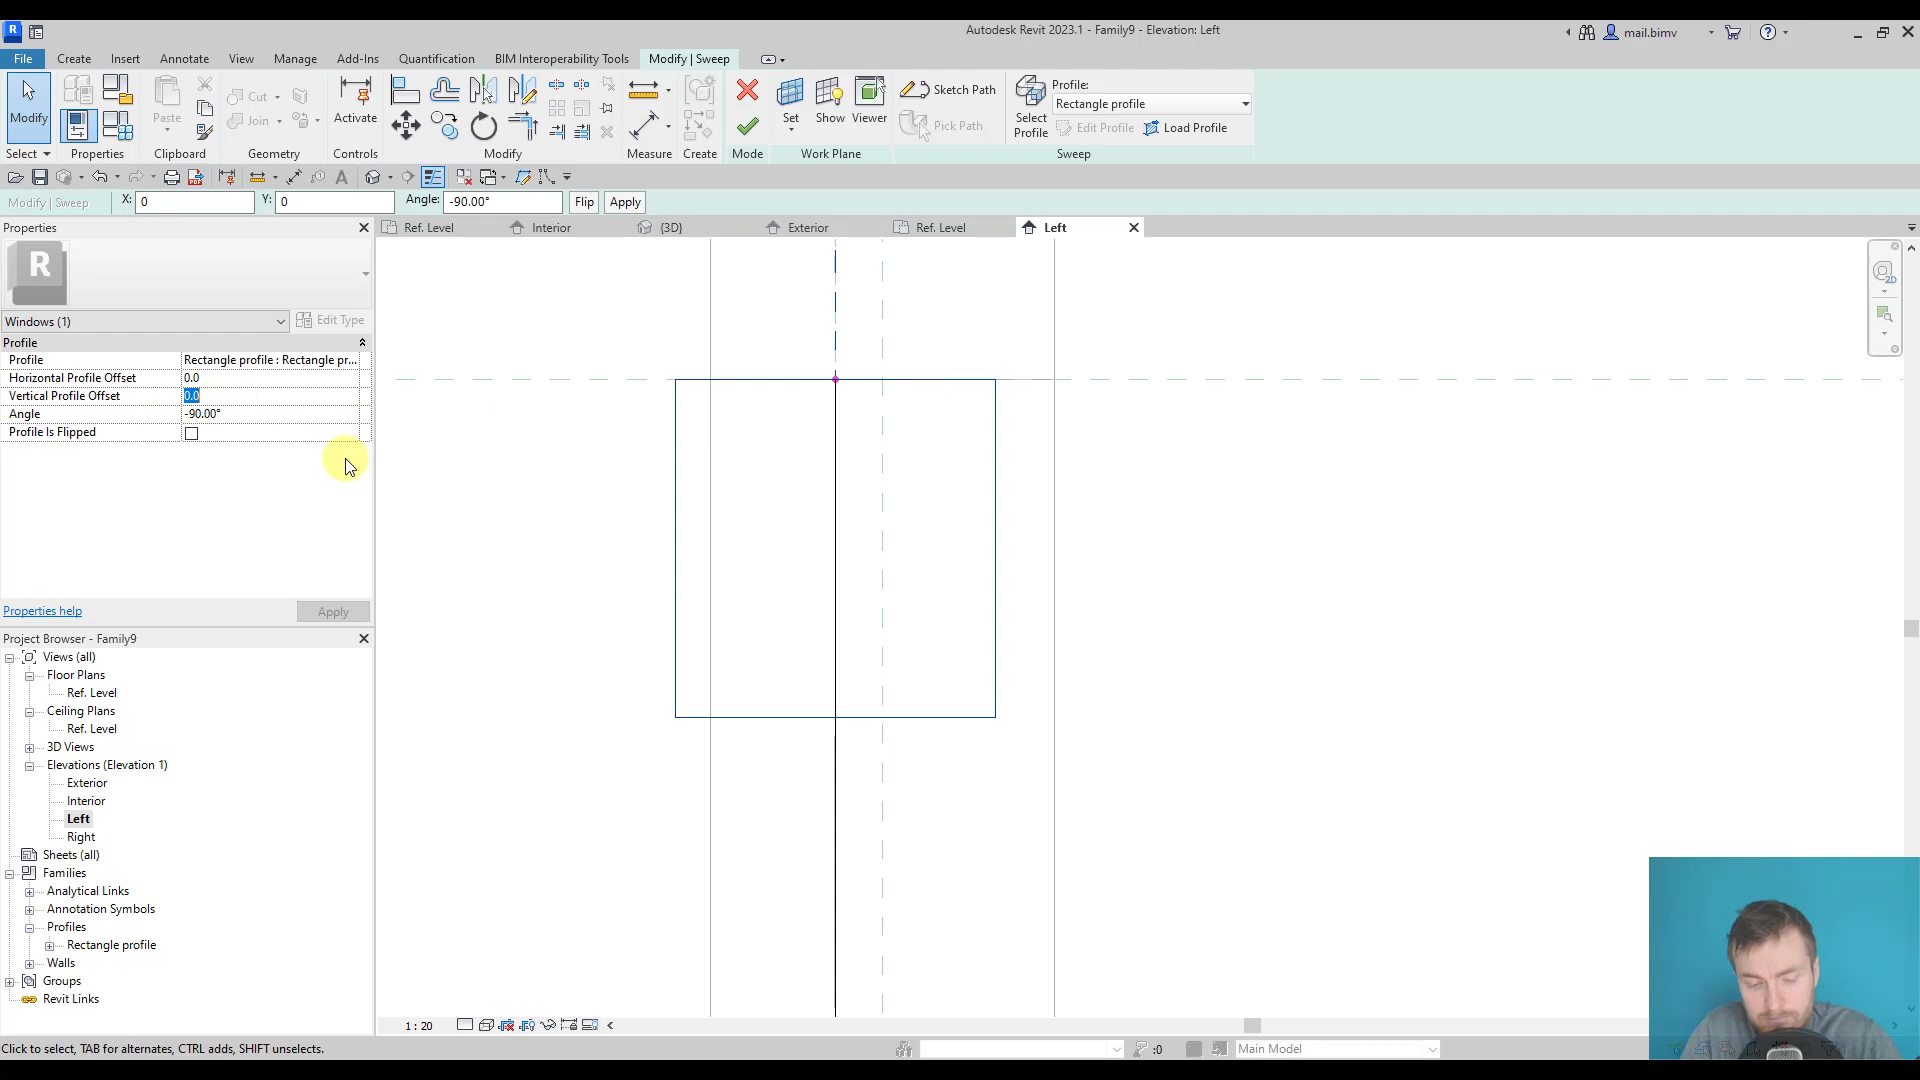 R
Autodesk Revit 2023.1 - Family9 - Elevation: Left
mail.bimv
File
Create
Insert
Annotate
View
Manage
Add-Ins
Quantification
BIM Interoperability Tools
Modify | Sweep
Modify
Paste
Cut
Join
Activate
Set
Show
Viewer
Sketch Path
Pick Path
Select
Profile
Profile:
Rectangle profile
Edit Profile
Load Profile
Select
Properties
Clipboard
Geometry
Controls
Modify
Measure
Create
Mode
Work Plane
Sweep
Modify | Sweep
X: 0
Y: 0
Angle: -90.00°
Flip
Apply
Properties
Ref. Level
Interior
{3D}
Exterior
Ref. Level
Left
R
Windows (1)
Edit Type
Profile
Profile Rectangle profile : Rectangle pr...
Horizontal Profile Offset 0.0
Vertical Profile Offset 0.0
Angle -90.00°
Profile Is Flipped
Properties help
Apply
Project Browser - Family9
Views (all)
Floor Plans
Ref. Level
Ceiling Plans
Ref. Level
3D Views
Elevations (Elevation 1)
Exterior
Interior
Left
Right
Sheets (all)
Families
Analytical Links
Annotation Symbols
Profiles
Rectangle profile
Walls
Groups
Revit Links
2D
1 : 20
Click to select, TAB for alternates, CTRL adds, SHIFT unselects.
:0
Main Model